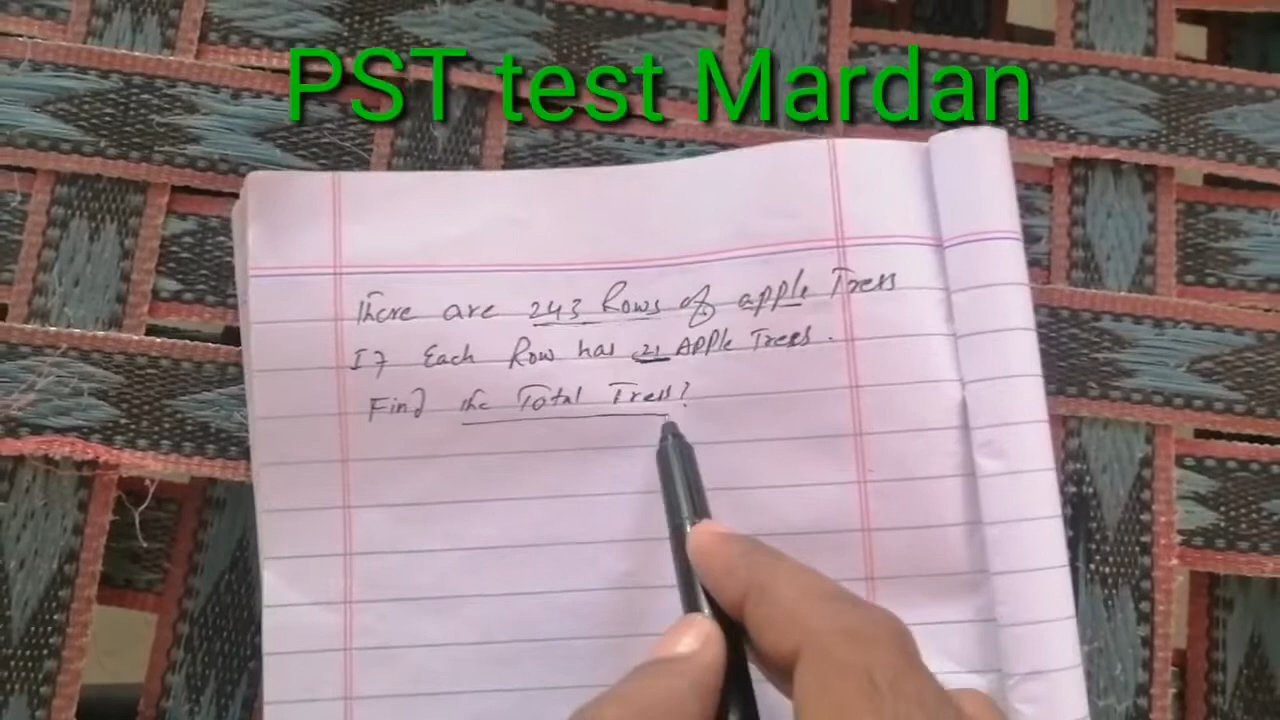 PST test Mardan
There are 243 Rows of apple Trees
If Each Row has 21 APPle Trees.
Find the Total Trees?